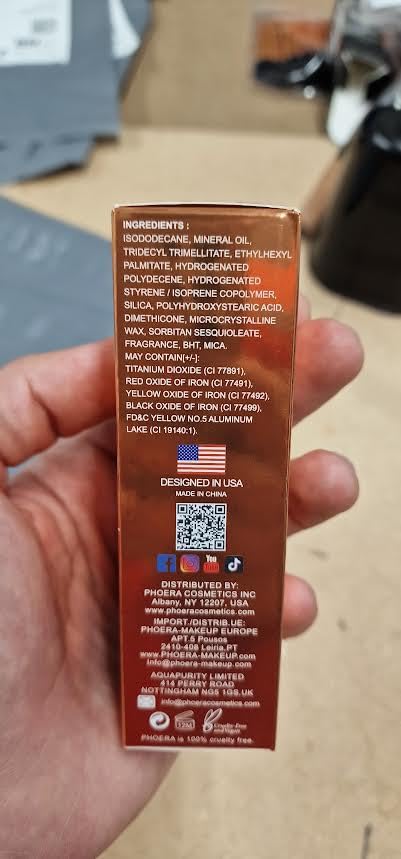 INGREDIENTS :
ISODODECANE, MINERAL OIL,
TRIDECYL TRIMELLITATE, ETHYLHEXYL
PALMITATE, HYDROGENATED
POLYDECENE, HYDROGENATED
STYRENE / ISOPRENE COPOLYMER,
SILICA, POLYHYDROXYSTEARIC ACID,
DIMETHICONE, MICROCRYSTALLINE
WAX, SORBITAN SESQUIOLEATE,
FRAGRANCE, BHT, MICA.
MAY CONTAIN[+/-]:
TITANIUM DIOXIDE (CI 77891),
RED OXIDE OF IRON (CI 77491),
YELLOW OXIDE OF IRON (CI 77492),
BLACK OXIDE OF IRON (CI 77499),
FD&C YELLOW NO.5 ALUMINUM
LAKE (CI 19140:1).
DESIGNED IN USA
MADE IN CHINA
You
DISTRIBUTED BY:
PHOERA COSMETICS INC
Albany, NY 12207, USA
www.phoeracosmetics.com
IMPORT./DISTRIB.UE:
PHOERA-MAKEUP EUROPE
APT.5 Pousos
2410-408 Leiria.PT
www.PHOERA-MAKEUP.com
Info@phoera-makeup.com
AQUAPURITY LIMITED
414 PERRY ROAD
NOTTINGHAM NG5 1GS.UK
info@phoeracosmetics.com
12M
Cruelty-Free
and Vegan
PHOERA is 100% cruelty free.